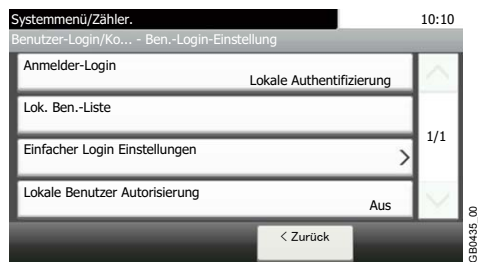 Systemmenü/Zähler.
10:10
Benutzer-Login/Ko... - Ben.-Login-Einstellung
Anmelder-Login
Lokale Authentifizierung
Lok. Ben.-Liste
1/1
Einfacher Login Einstellungen
Lokale Benutzer Autorisierung
Aus
< Zurück
GB0435_00